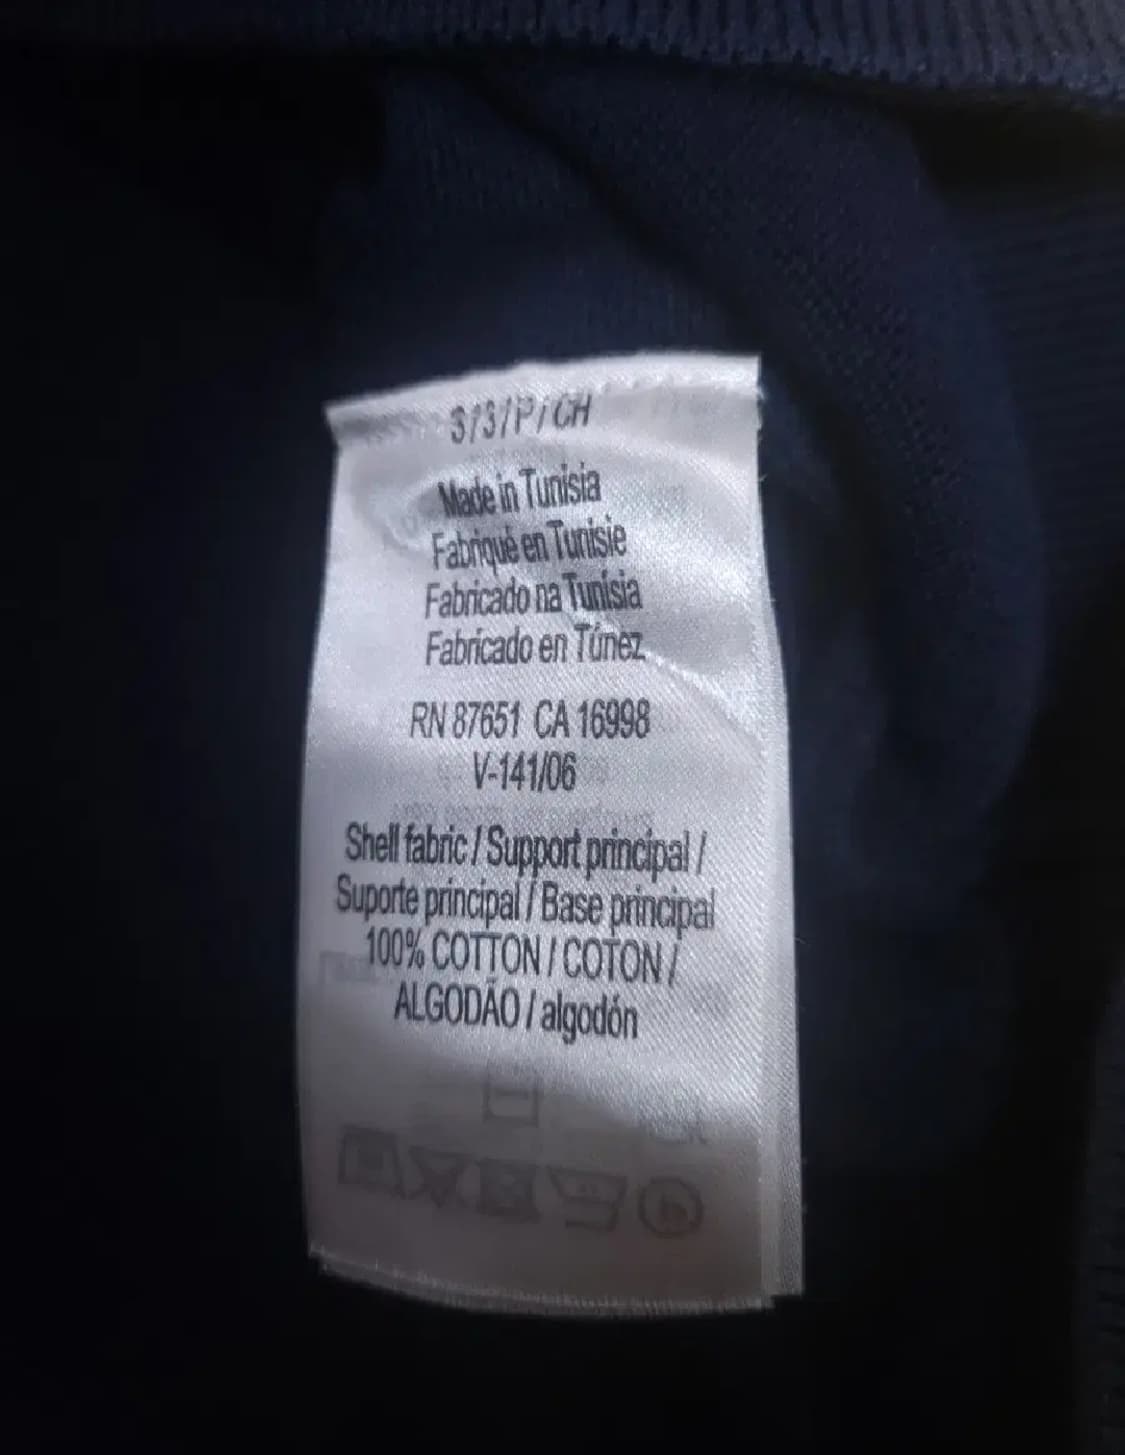 3/3/P/CH
Made in Tunisia
Fabriqué en Tunisie
Fabricado na Tunísia
Fabricado en Túnez
RN 87651 CA 16998
V-141/06
Shell fabric / Support principal /
Suporte principal / Base principal
100% COTTON / COTON /
ALGODÃO / algodón